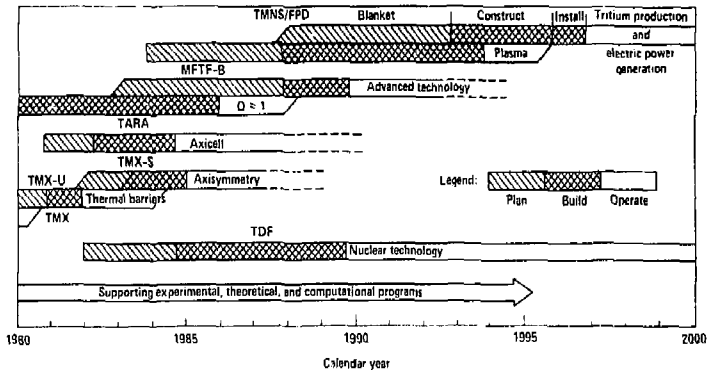 TMNS/FPD Blanket Construct Install Tritium production
and
electric power
generation
Plasma
MFTF-B
Advanced technology
Q ≈ 1
TARA
Axicell
TMX-S
TMX-U
Axisymmetry
Thermal barriers
TMX
Legend:
Plan Build Operate
TDF
Nuclear technology
Supporting experimental, theoretical, and computational programs
1980 1985 1990 1995 2000
Calendar year